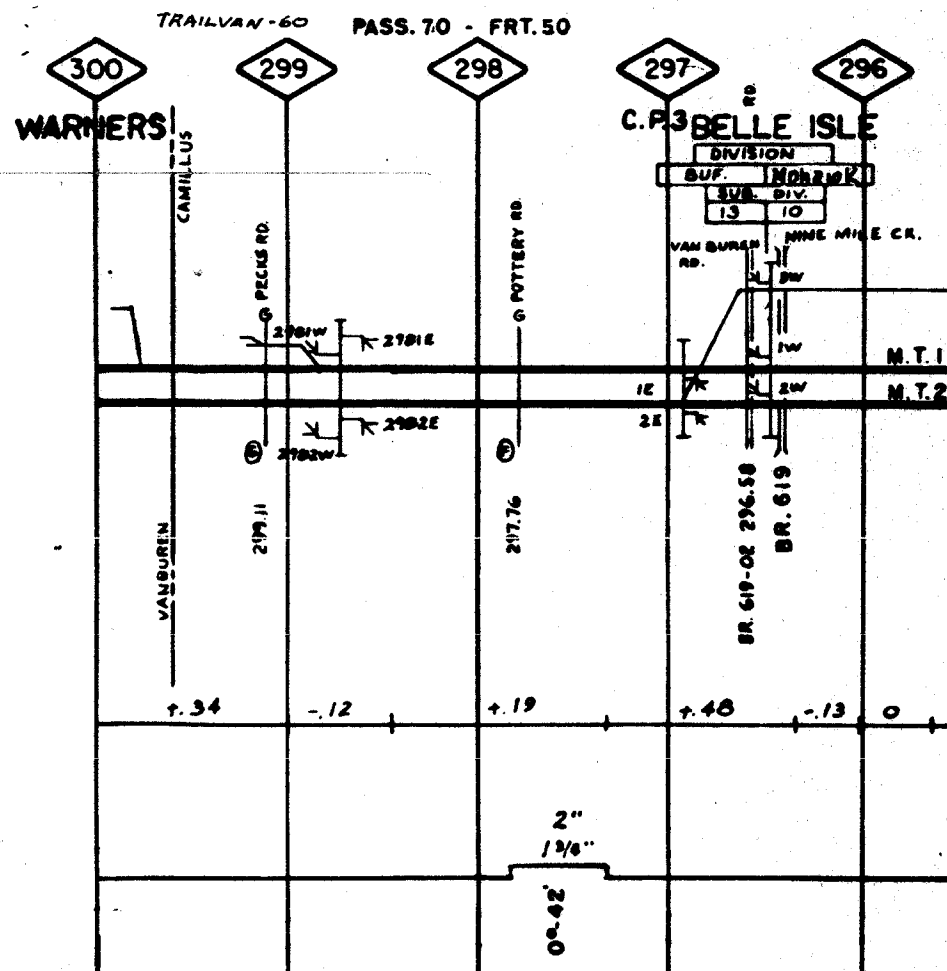 TRAILVAN-60 PASS. 70 - FRT. 50
300 299 298 297 296
WARNERS
C.P.3 BELLE ISLE
DIVISION
BUF. MOhawK
SUB. DIV.
13 10
CAMILLUS
VANBUREN
G PECKS RD.
G POTTERY RD.
VAN BUREN
RD.
RD.
NINE MILE CR.
2981W 2981E
2982W 2982E
3W
1W
2W
1E
2E
M.T. 1
M.T. 2
299.11
297.76
BR. 619-02 296.58
BR. 619
+.34 -.12 +.19 +.48 -.13 0
2"
1 3/4"
0°-42'